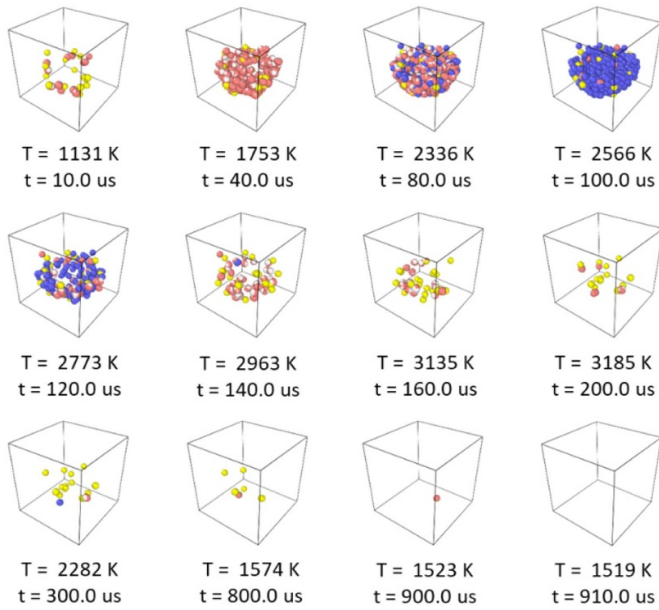 T = 1131 K
t = 10.0 us
T = 1753 K
t = 40.0 us
T = 2336 K
t = 80.0 us
T = 2566 K
t = 100.0 us
T = 2773 K
t = 120.0 us
T = 2963 K
t = 140.0 us
T = 3135 K
t = 160.0 us
T = 3185 K
t = 200.0 us
T = 2282 K
t = 300.0 us
T = 1574 K
t = 800.0 us
T = 1523 K
t = 900.0 us
T = 1519 K
t = 910.0 us